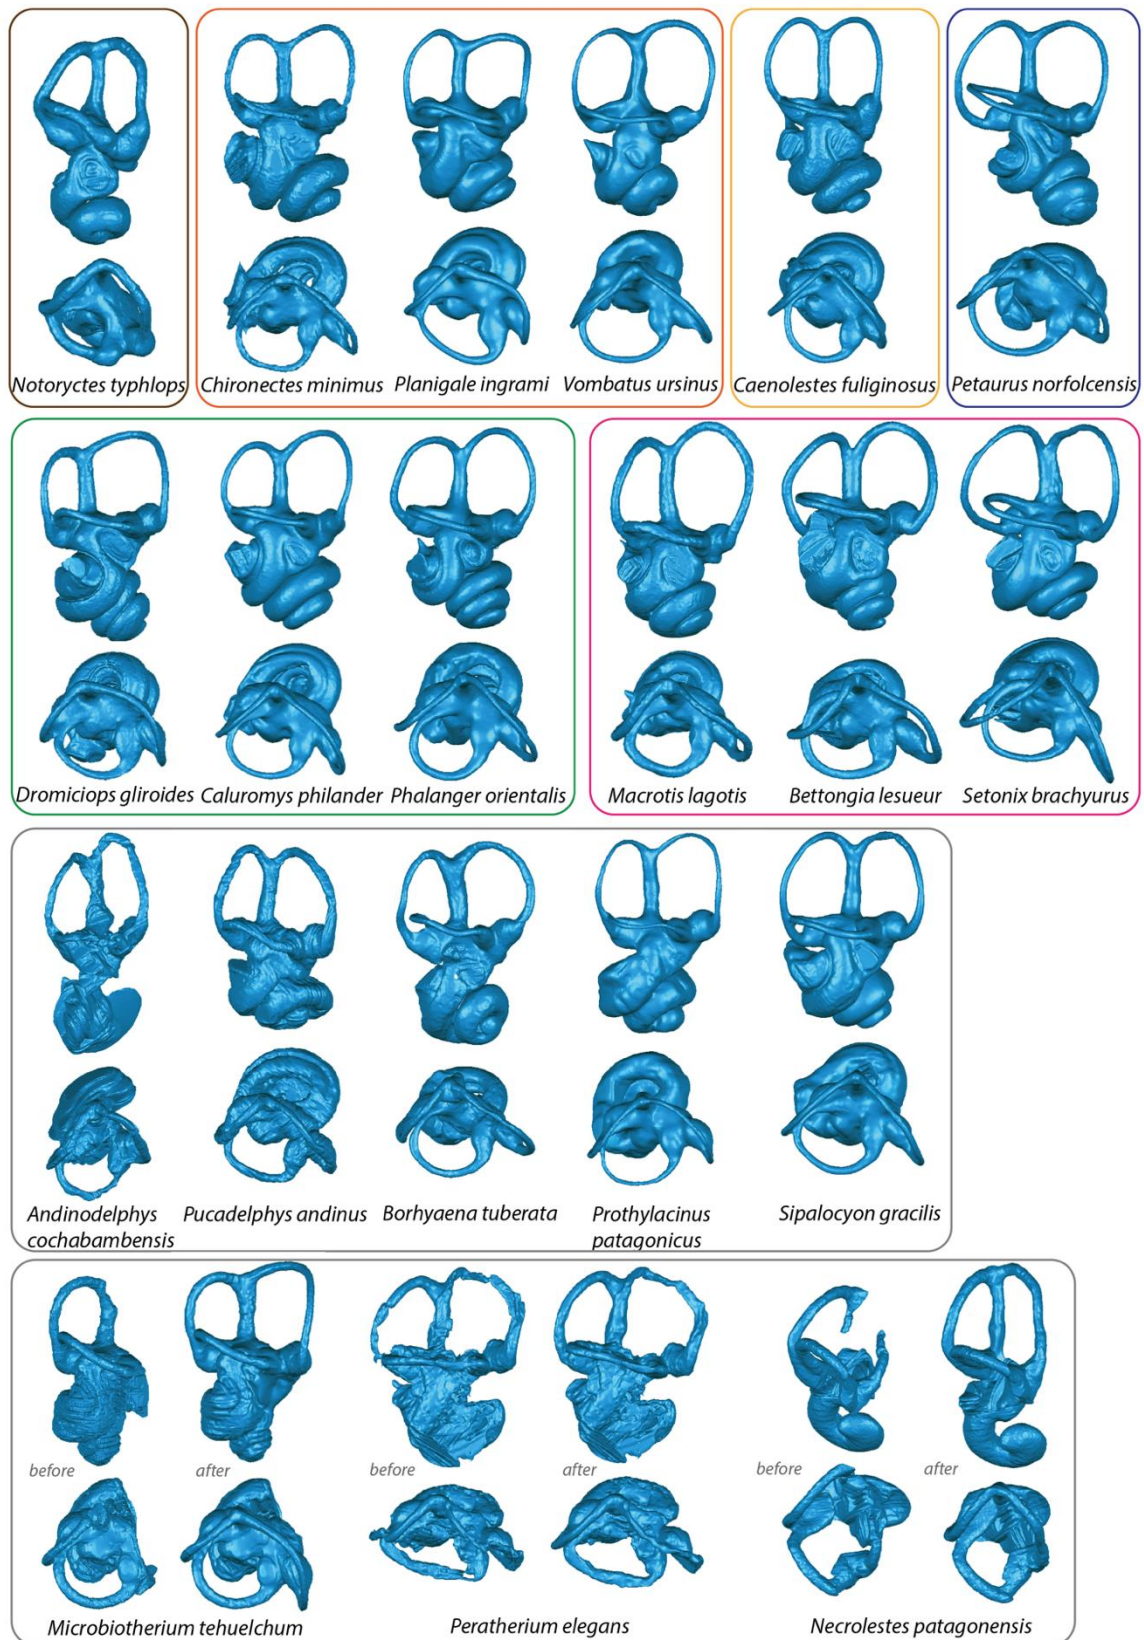 Notoryctes typhlops
Chironectes minimus
Planigale ingrami
Vombatus ursinus
Caenolestes fuliginosus
Petaurus norfolcensis
Dromiciops gliroides
Caluromys philander
Phalanger orientalis
Macrotis lagotis
Bettongia lesueur
Setonix brachyurus
Andinodelphys
cochabambensis
Pucadelphys andinus
Borhyaena tuberata
Prothylacinus
patagonicus
Sipalocyon gracilis
before
after
before
after
before
after
Microbiotherium tehuelchum
Peratherium elegans
Necrolestes patagonensis